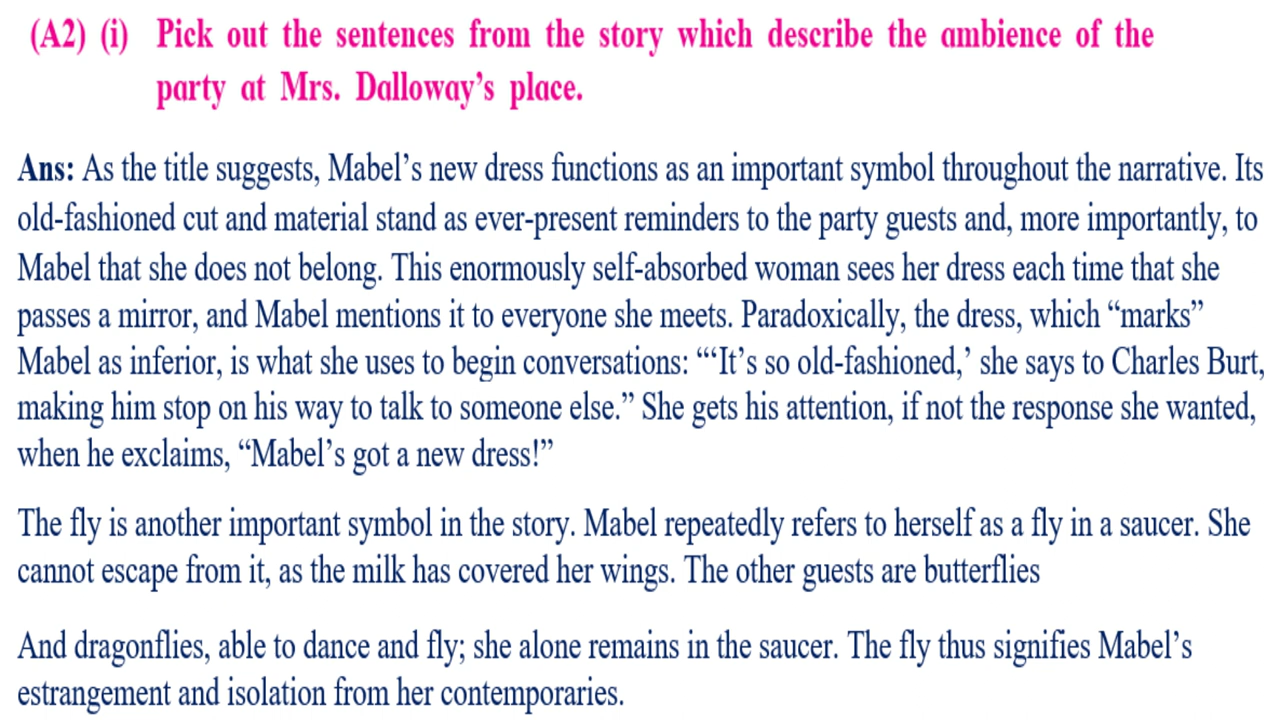 (A2) (i) Pick out the sentences from the story which describe the ambience of the
party at Mrs. Dalloway’s place.
Ans: As the title suggests, Mabel’s new dress functions as an important symbol throughout the narrative. Its
old-fashioned cut and material stand as ever-present reminders to the party guests and, more importantly, to
Mabel that she does not belong. This enormously self-absorbed woman sees her dress each time that she
passes a mirror, and Mabel mentions it to everyone she meets. Paradoxically, the dress, which “marks”
Mabel as inferior, is what she uses to begin conversations: “‘It’s so old-fashioned,’ she says to Charles Burt,
making him stop on his way to talk to someone else.” She gets his attention, if not the response she wanted,
when he exclaims, “Mabel’s got a new dress!”
The fly is another important symbol in the story. Mabel repeatedly refers to herself as a fly in a saucer. She
cannot escape from it, as the milk has covered her wings. The other guests are butterflies
And dragonflies, able to dance and fly; she alone remains in the saucer. The fly thus signifies Mabel’s
estrangement and isolation from her contemporaries.